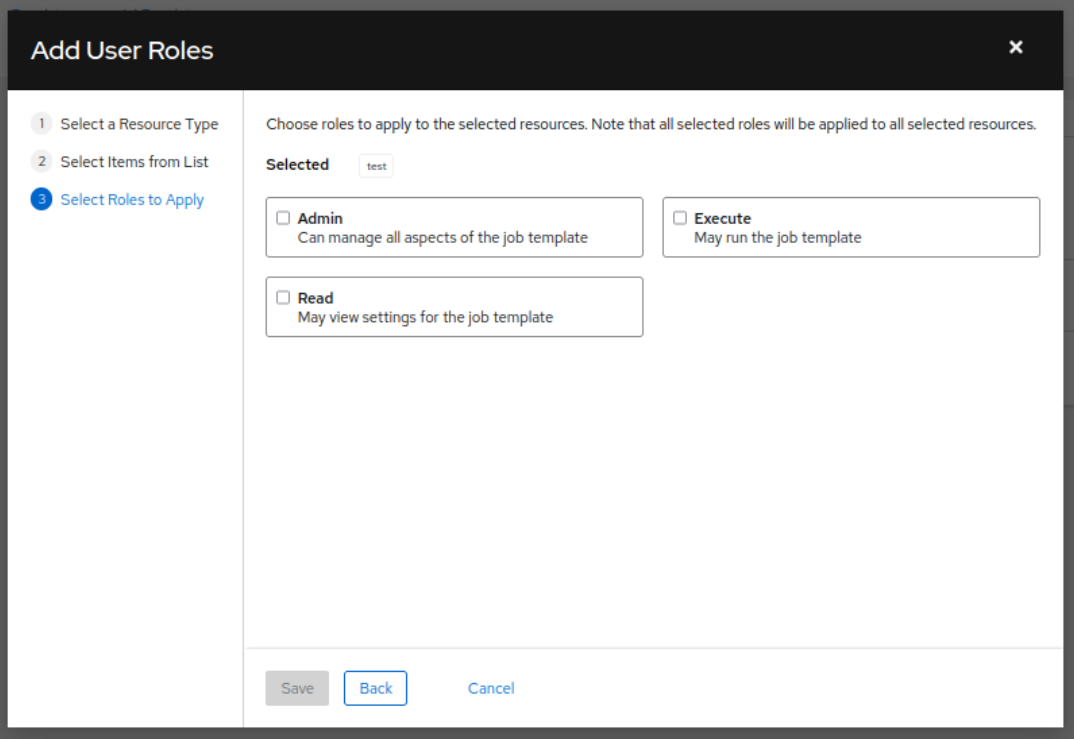 Add User Roles
1 Select a Resource Type
2 Select Items from List
3 Select Roles to Apply
Choose roles to apply to the selected resources. Note that all selected roles will be applied to all selected resources.
Selected test
Admin
Can manage all aspects of the job template
Execute
May run the job template
Read
May view settings for the job template
Save Back Cancel